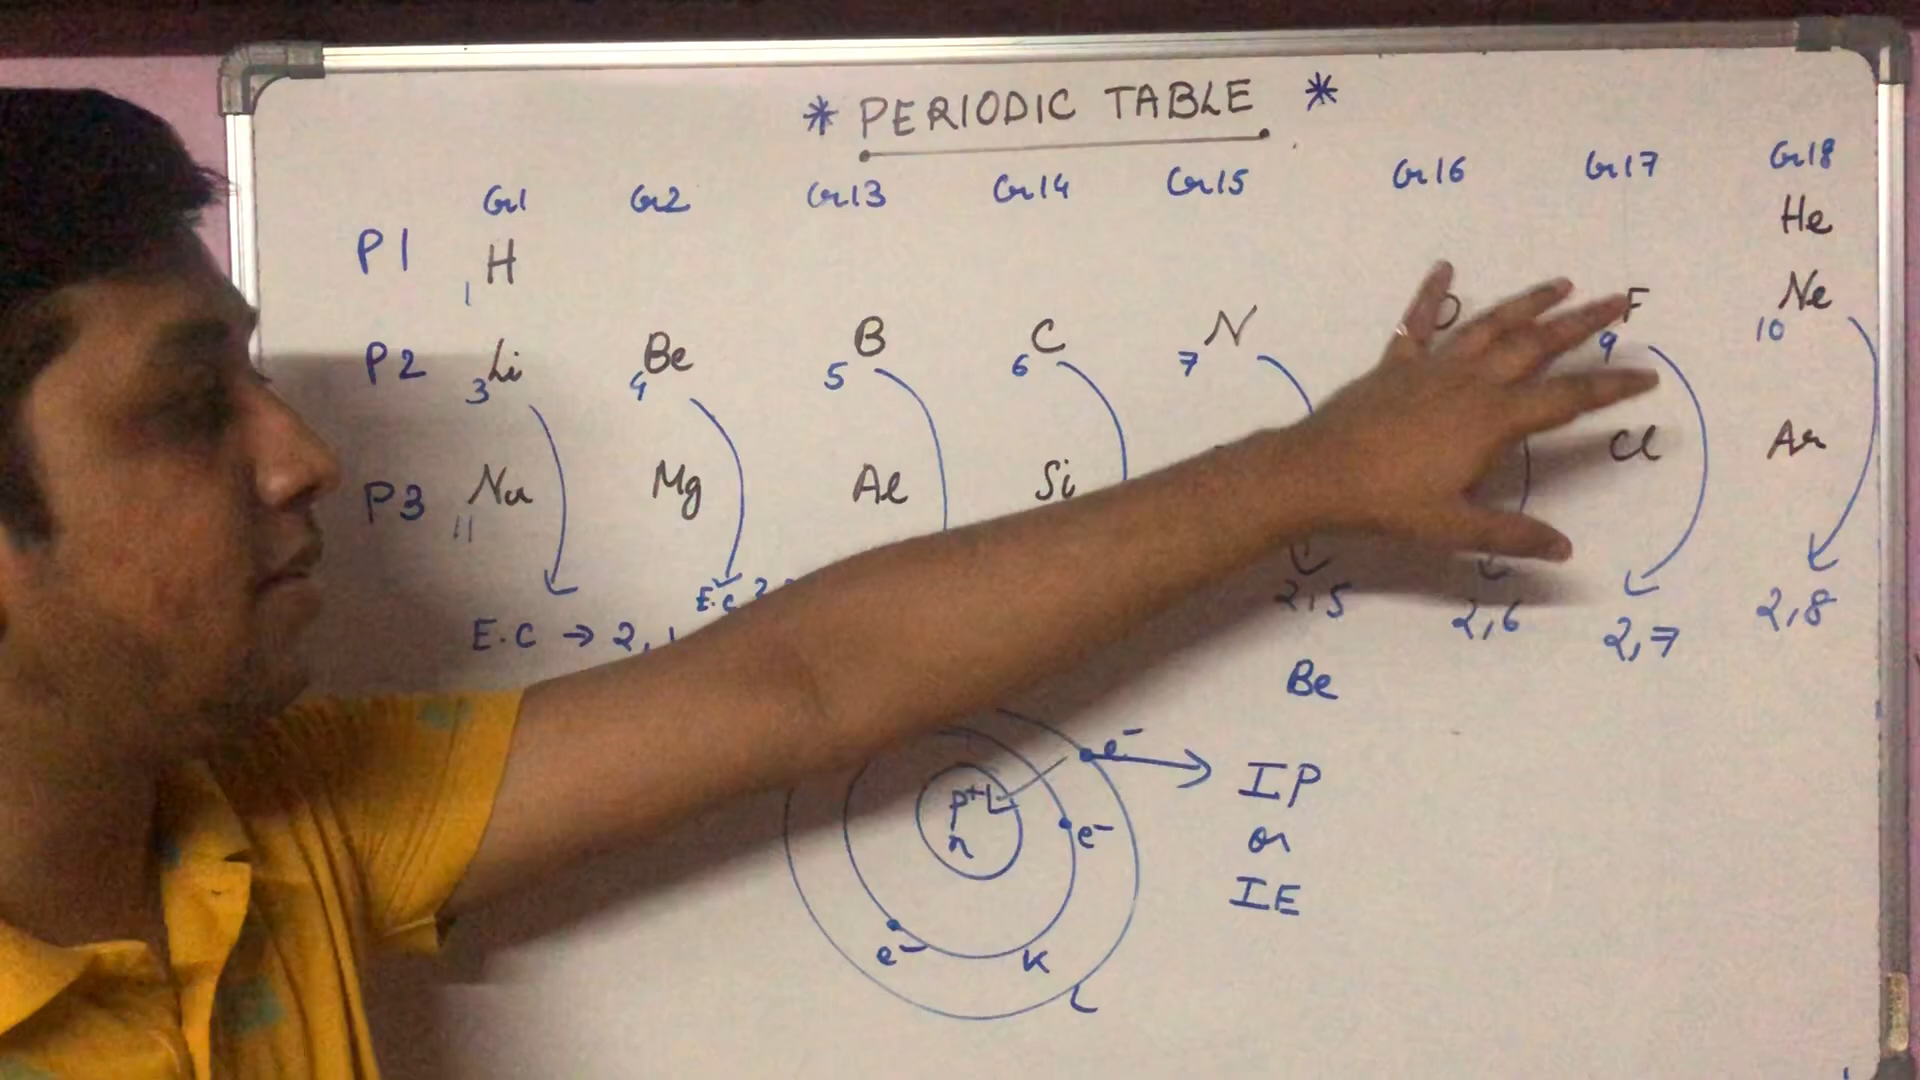 * PERIODIC TABLE *
Gr1 Gr2 Gr13 Gr14 Gr15 Gr16 Gr17 Gr18
P1 1 H He
P2 3 Li 4 Be 5 B 6 C 7 N O 9 F 10 Ne
P3 11 Na Mg Al Si Cl Ar
E.C → 2,1 E.C 2 2,5 2,6 2,7 2,8
Be
e-
IP
or
IE
p+
n
e-
e-
K
L